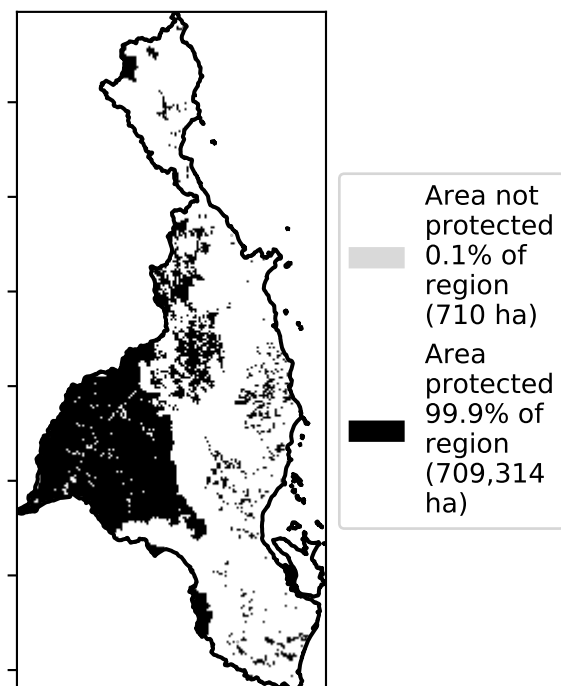 Area not
protected
0.1% of
region
(710 ha)
Area
protected
99.9% of
region
(709,314
ha)